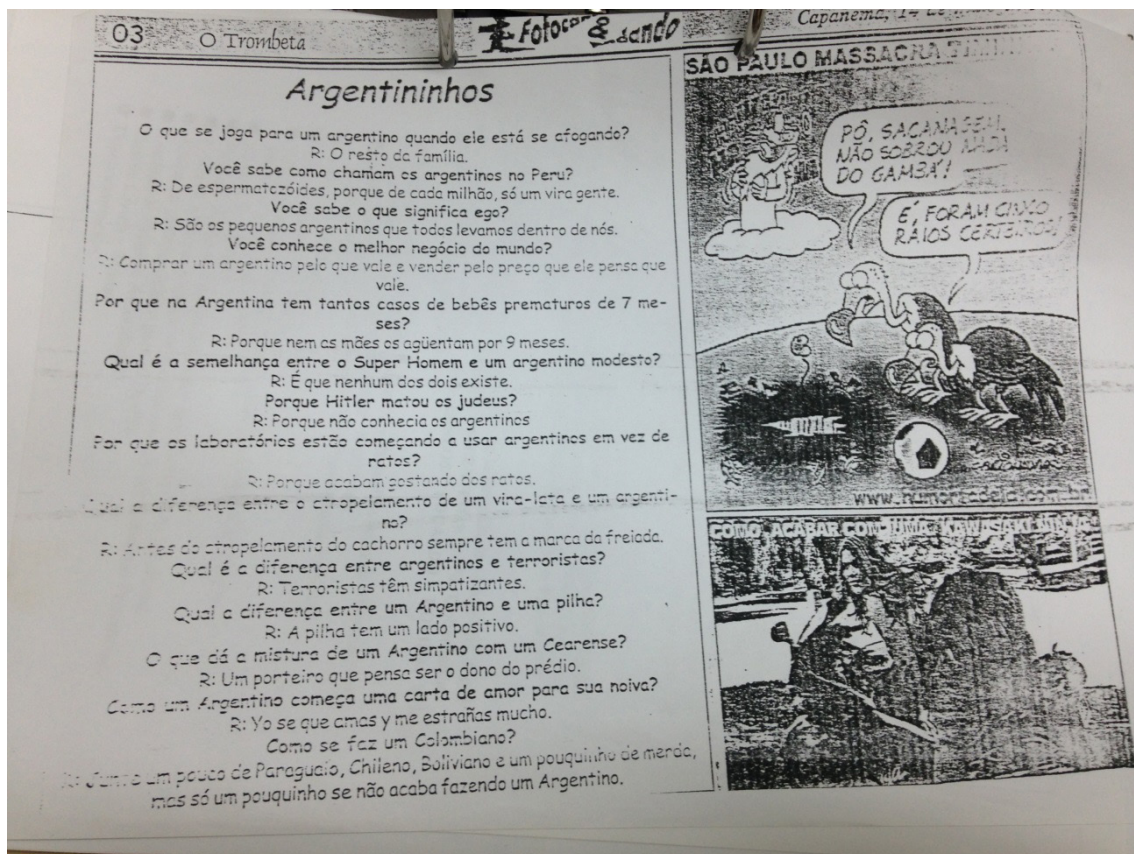 03
O Trombeta
Capanema, 14 de
Argentininhos
O que se joga para um argentino quando ele está se afogando?
R: O resto da família.
Você sabe como chamam os argentinos no Peru?
R: De espermatozóides, porque de cada milhão, só um vira gente.
Você sabe o que significa ego?
R: São os pequenos argentinos que todos levamos dentro de nós.
Você conhece o melhor negócio do mundo?
R: Comprar um argentino pelo que vale e vender pelo preço que ele pensa que
vale.
Por que na Argentina tem tantos casos de bebês prematuros de 7 me-
ses?
R: Porque nem as mães os agüentam por 9 meses.
Qual é a semelhança entre o Super Homem e um argentino modesto?
R: É que nenhum dos dois existe.
Porque Hitler matou os judeus?
R: Porque não conhecia os argentinos
Por que os laboratórios estão começando a usar argentinos em vez de
ratos?
R: Porque acabam gostando dos ratos.
Qual a diferença entre o atropelamento de um vira-lata e um argenti-
no?
R: Antes do atropelamento do cachorro sempre tem a marca da freiada.
Qual é a diferença entre argentinos e terroristas?
R: Terroristas têm simpatizantes.
Qual a diferença entre um Argentino e uma pilha?
R: A pilha tem um lado positivo.
O que dá a mistura de um Argentino com um Cearense?
R: Um porteiro que pensa ser o dono do prédio.
Como um Argentino começa uma carta de amor para sua noiva?
R: Yo se que amas y me estrañas mucho.
Como se faz um Colombiano?
R: Junta um pouco de Paraguaio, Chileno, Boliviano e um pouquinho de merda,
mas só um pouquinho se não acaba fazendo um Argentino.
SÃO PAULO MASSACRA
PÔ, SACANAGEM,
NÃO SOBROU NADA
DO GAMBÁ!
É, FORAM CINCO
RAIOS CERTEIROS!
www.humortadela.com.br
COMO ACABAR COM UMA KAWASAKI NINJA